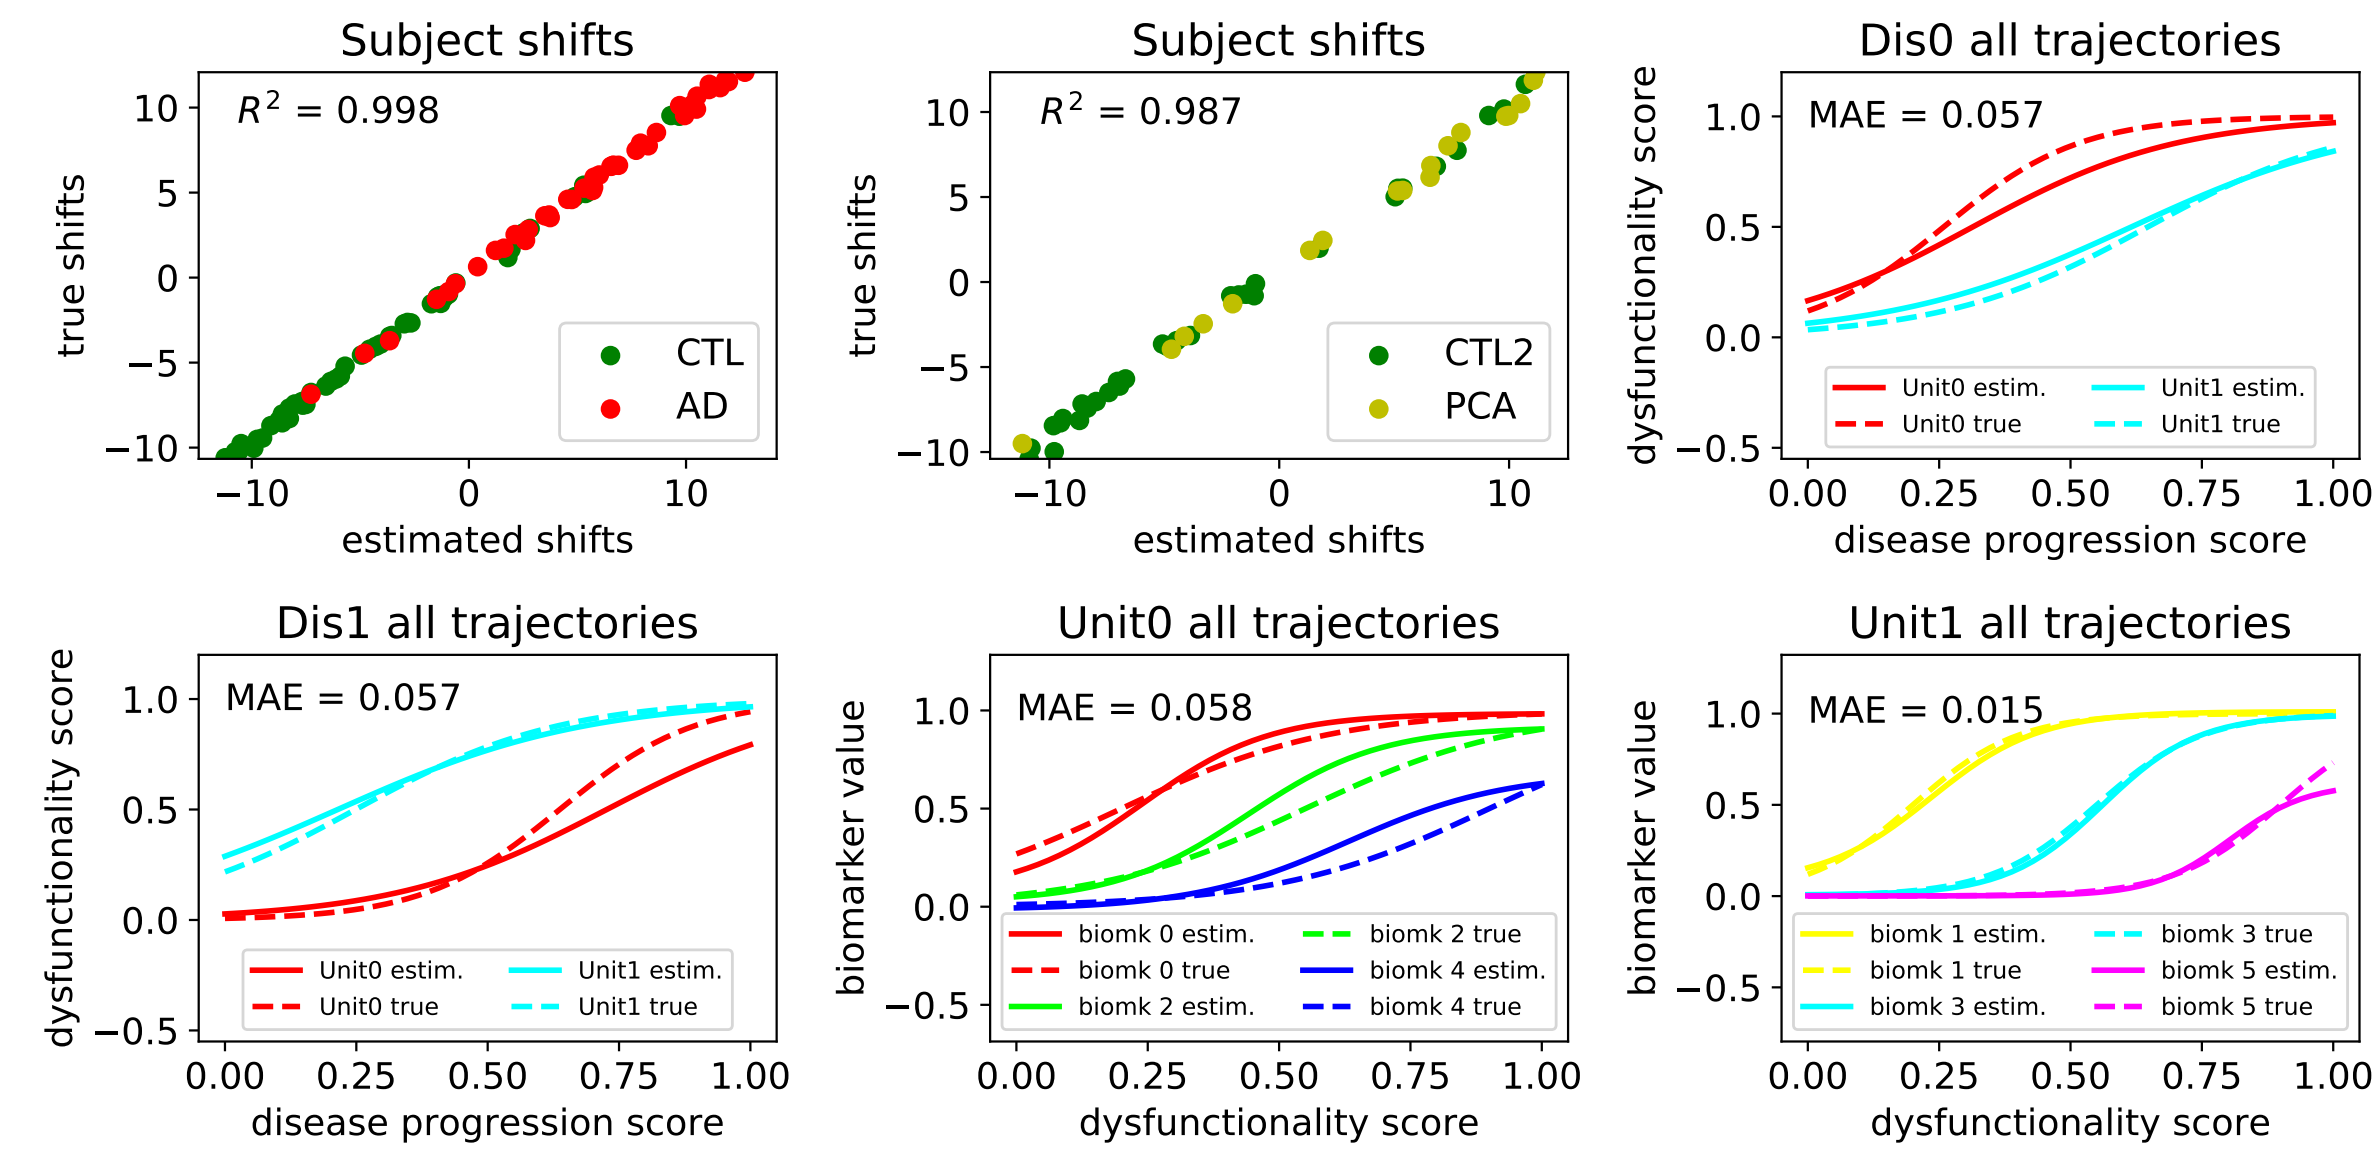 Subject shifts
R² = 0.998
true shifts
10
5
0
−5
−10
CTL
AD
−10 0 10
estimated shifts
Subject shifts
R² = 0.987
true shifts
10
5
0
−5
−10
CTL2
PCA
−10 0 10
estimated shifts
Dis0 all trajectories
MAE = 0.057
dysfunctionality score
1.0
0.5
0.0
−0.5
Unit0 estim.
Unit0 true
Unit1 estim.
Unit1 true
0.00 0.25 0.50 0.75 1.00
disease progression score
Dis1 all trajectories
MAE = 0.057
dysfunctionality score
1.0
0.5
0.0
−0.5
Unit0 estim.
Unit0 true
Unit1 estim.
Unit1 true
0.00 0.25 0.50 0.75 1.00
disease progression score
Unit0 all trajectories
MAE = 0.058
biomarker value
1.0
0.5
0.0
−0.5
biomk 0 estim.
biomk 0 true
biomk 2 estim.
biomk 2 true
biomk 4 estim.
biomk 4 true
0.00 0.25 0.50 0.75 1.00
dysfunctionality score
Unit1 all trajectories
MAE = 0.015
biomarker value
1.0
0.5
0.0
−0.5
biomk 1 estim.
biomk 1 true
biomk 3 estim.
biomk 3 true
biomk 5 estim.
biomk 5 true
0.00 0.25 0.50 0.75 1.00
dysfunctionality score